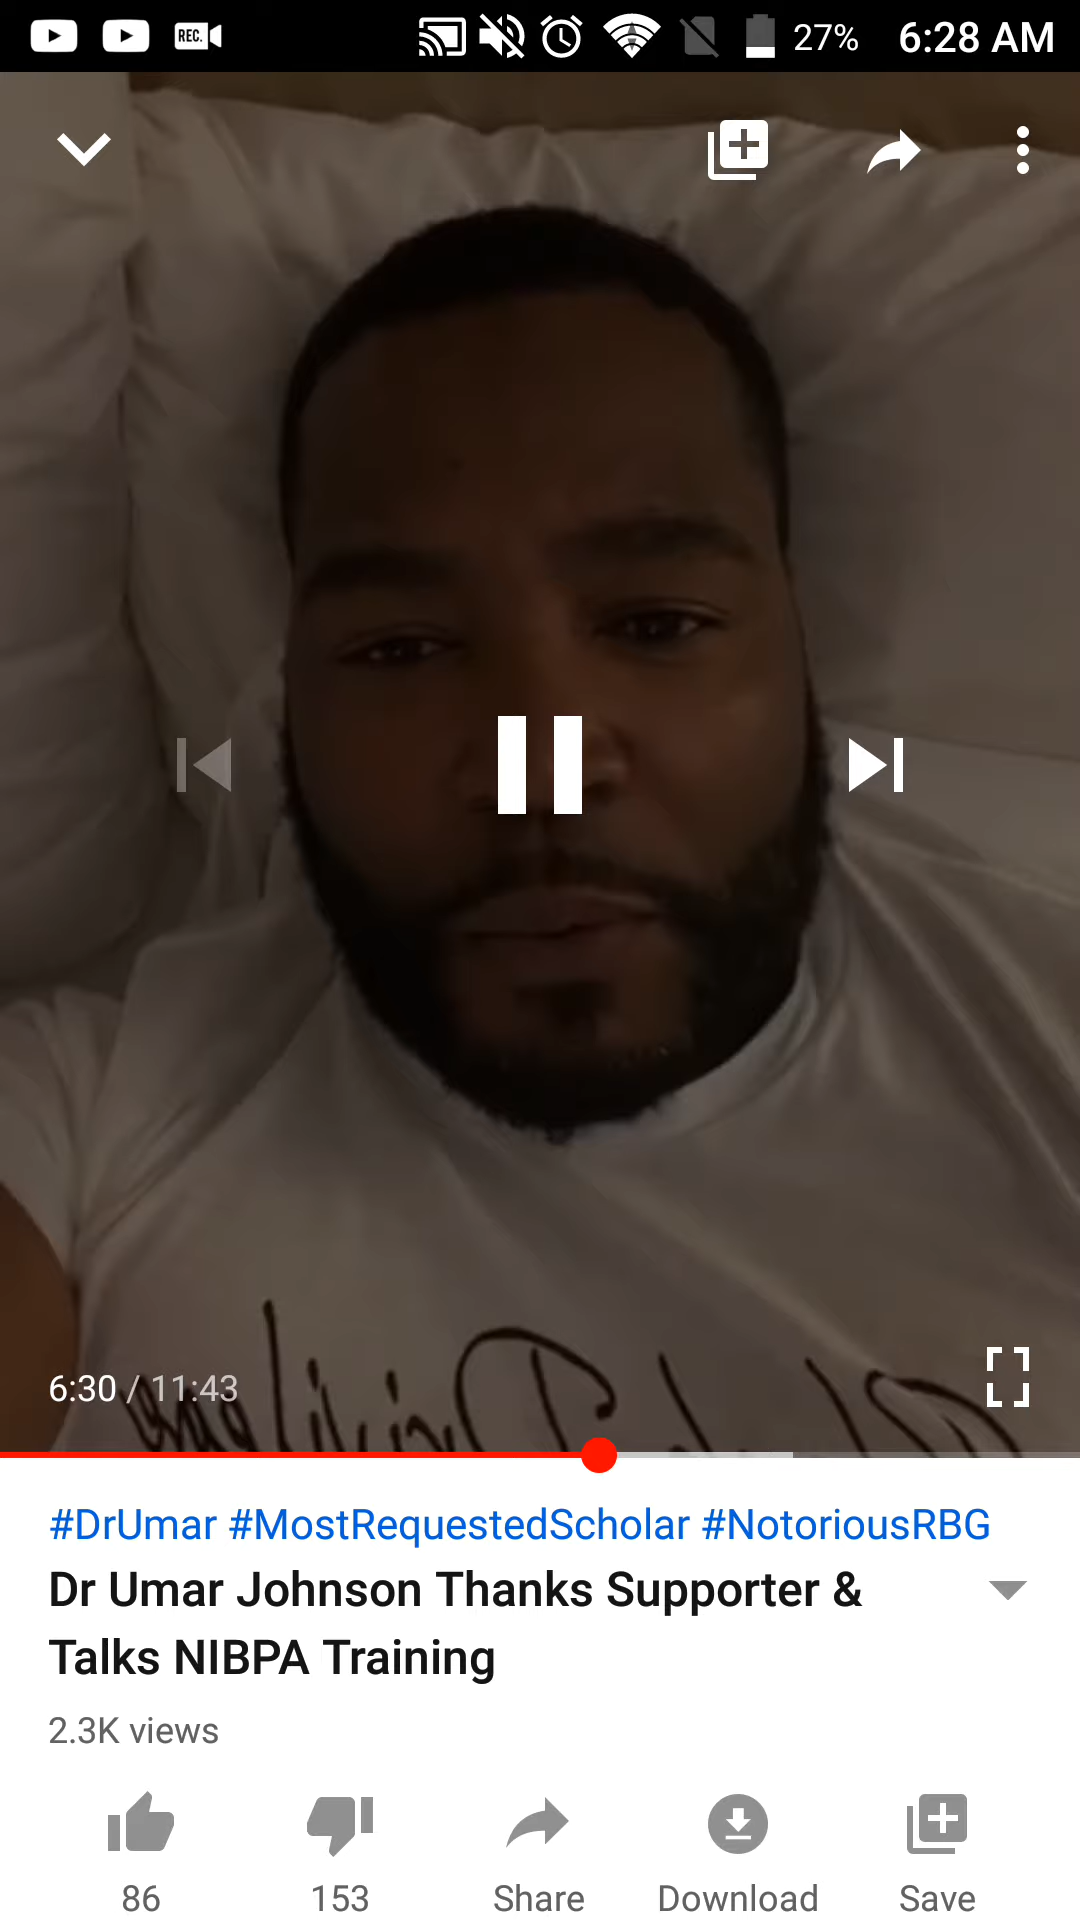 REC.
27% 6:28 AM
6:30 / 11:43
#DrUmar #MostRequestedScholar #NotoriousRBG
Dr Umar Johnson Thanks Supporter &
Talks NIBPA Training
2.3K views
86 153 Share Download Save